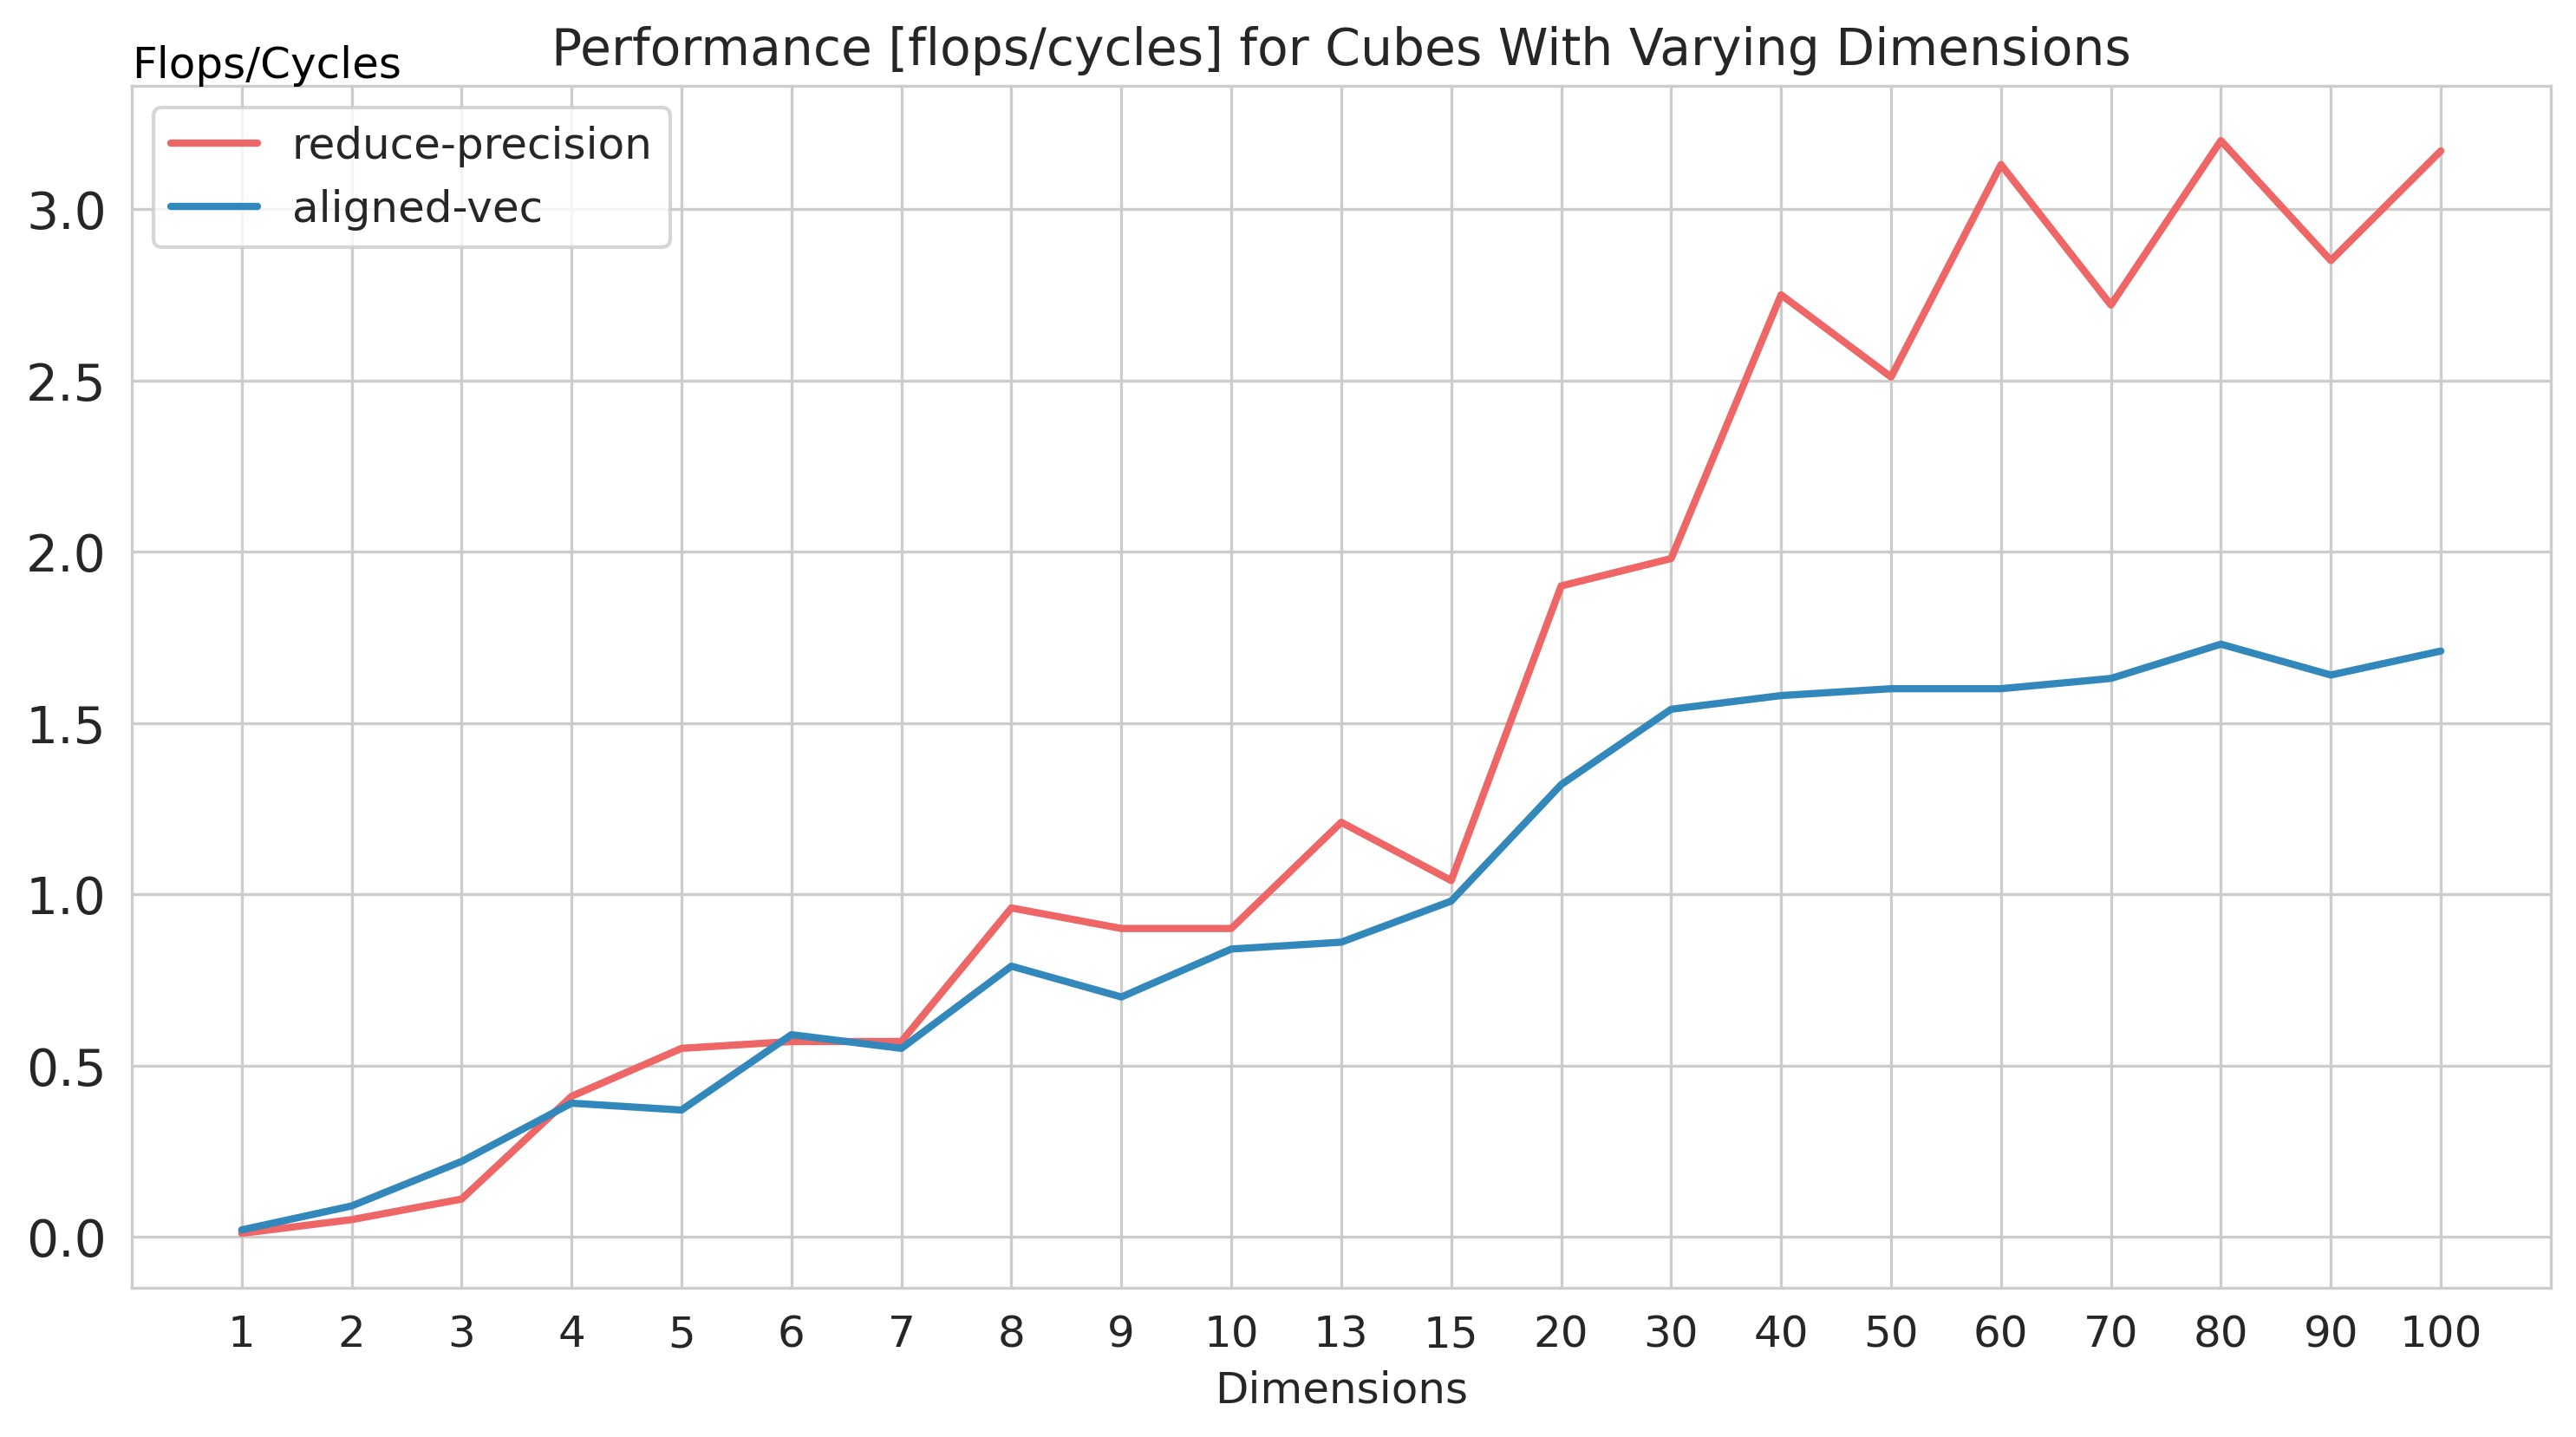 Performance [flops/cycles] for Cubes With Varying Dimensions
Flops/Cycles
reduce-precision
aligned-vec
3.0
2.5
2.0
1.5
1.0
0.5
0.0
1 2 3 4 5 6 7 8 9 10 13 15 20 30 40 50 60 70 80 90 100
Dimensions